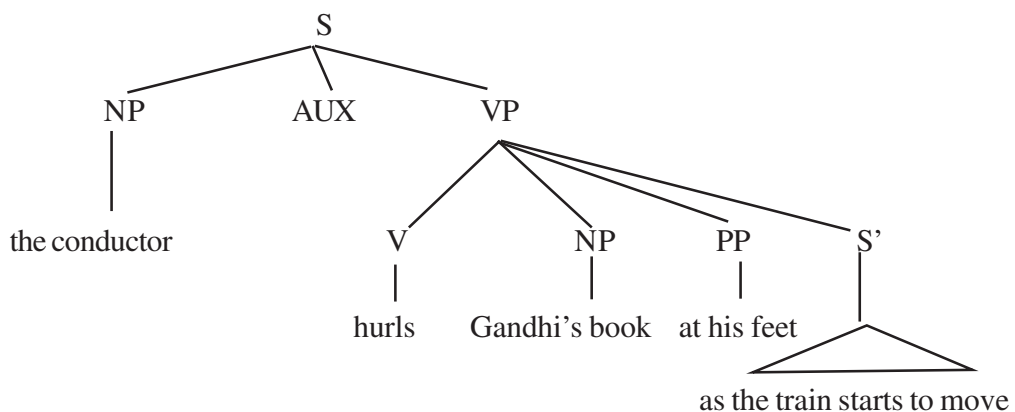 S
NP AUX VP
the conductor
V NP PP S’
hurls Gandhi’s book at his feet
as the train starts to move